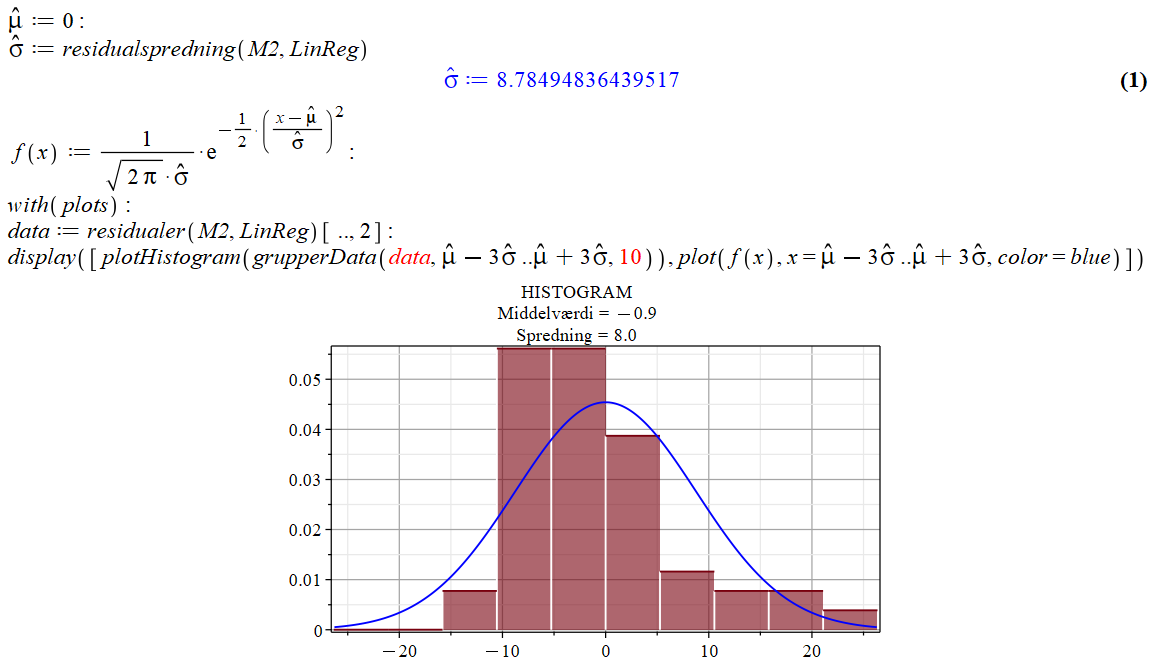 μ̂ := 0 :
σ̂ := residualspredning(M2, LinReg)
σ̂ := 8.78494836439517 (1)
f(x) := 1/(√(2 π) · σ̂) · e^(−1/2 · ((x − μ̂)/σ̂)^2) :
with(plots) :
data := residualer(M2, LinReg)[ .., 2 ] :
display([ plotHistogram(grupperData(data, μ̂ − 3σ̂ ..μ̂ + 3σ̂, 10)), plot(f(x), x = μ̂ − 3σ̂ ..μ̂ + 3σ̂, color = blue) ])
HISTOGRAM
Middelværdi = −0.9
Spredning = 8.0
0.05
0.04
0.03
0.02
0.01
0
−20 −10 0 10 20